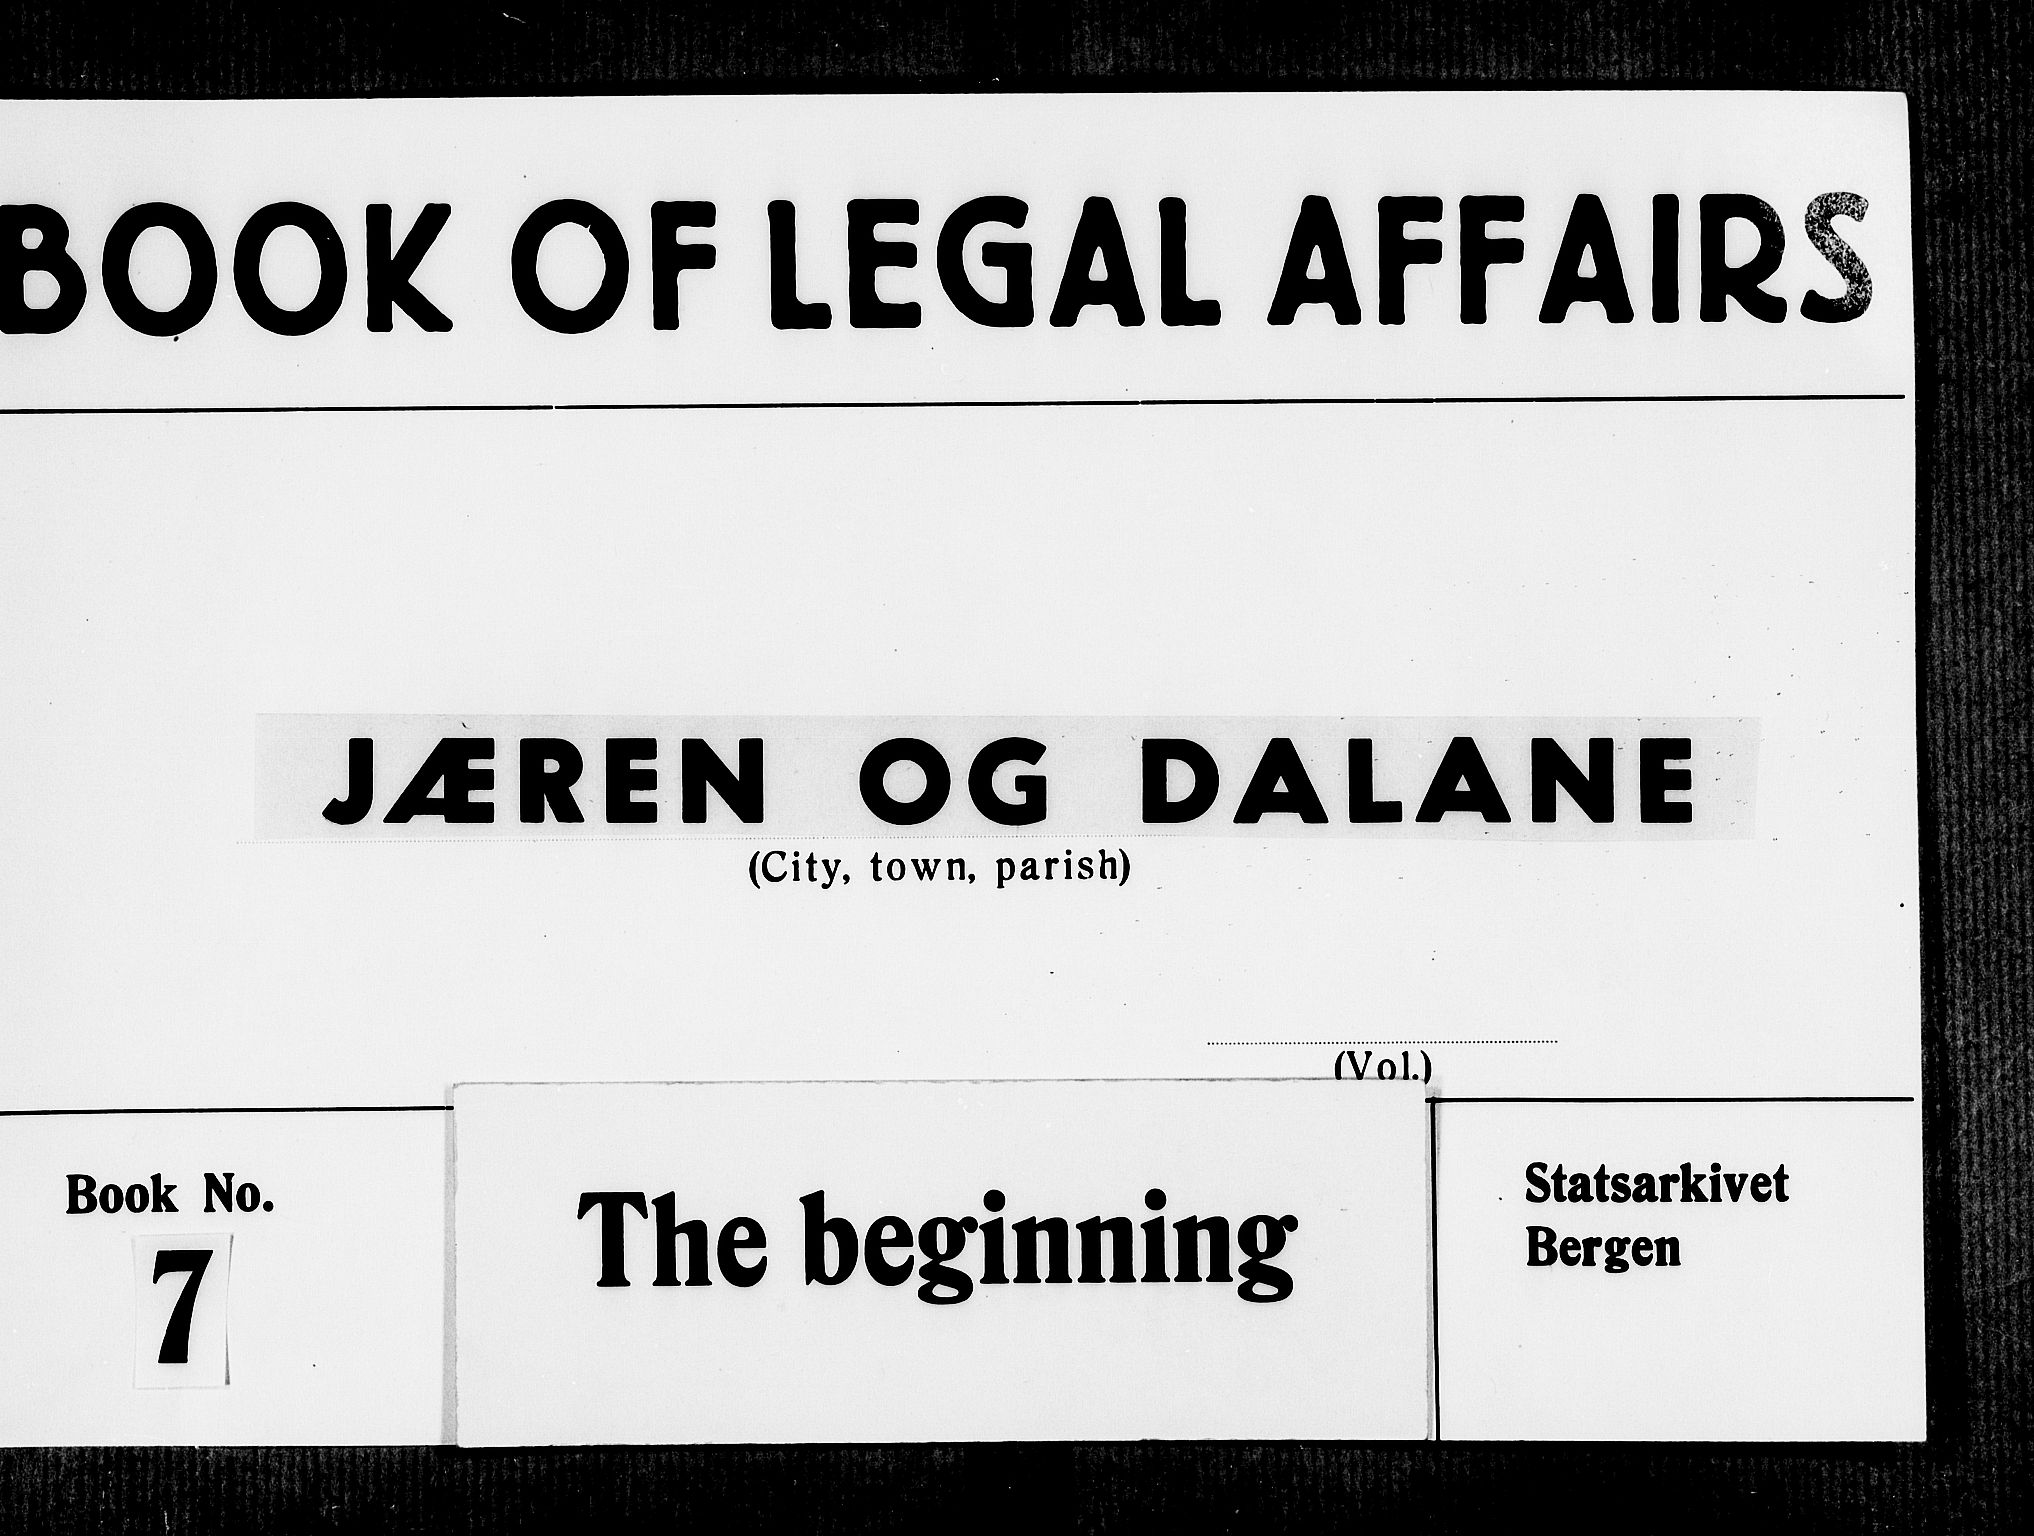 BOOK OF LEGAL AFFAIRS
JÆREN OG DALANE
(City, town, parish)
(Vol.)
Book No.
7
The beginning
Statsarkivet
Bergen